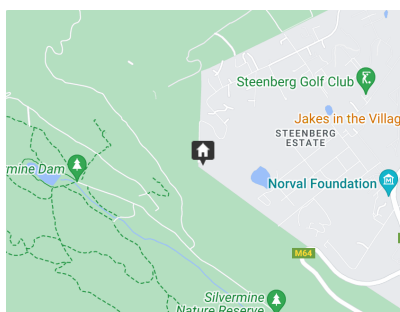 Steenberg Golf Club
Jakes in the Villag
STEENBERG
ESTATE
mine Dam
Norval Foundation
M64
Silvermine
Nature Reserve